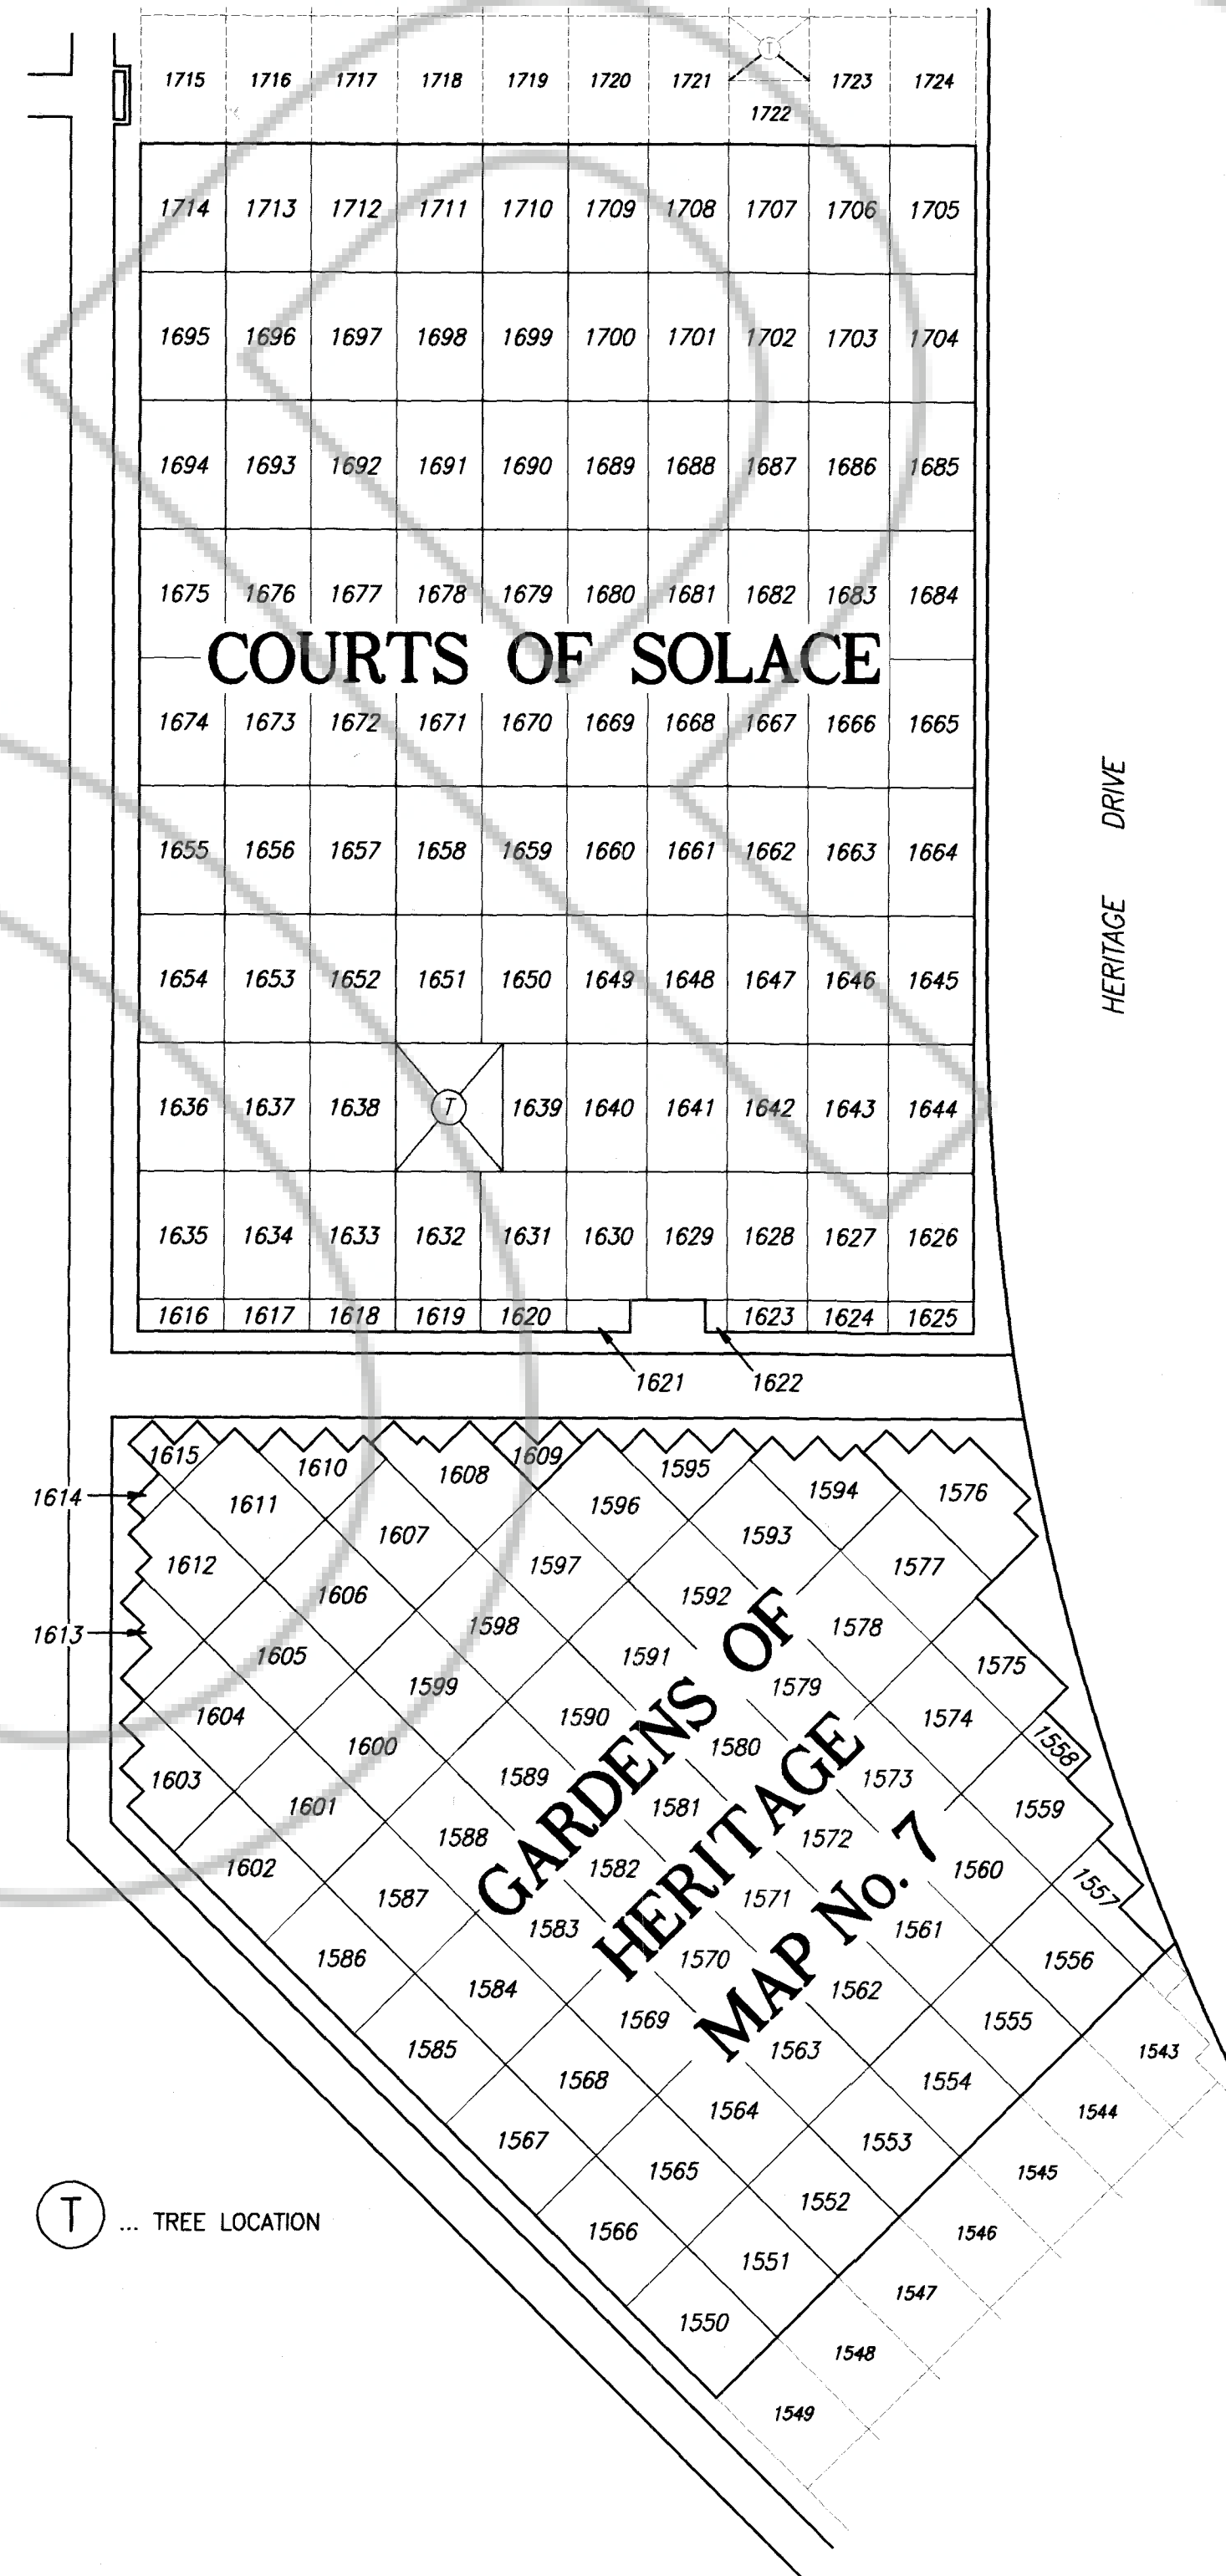 T
1715 1716 1717 1718 1719 1720 1721 1723 1724
1722
1714 1713 1712 1711 1710 1709 1708 1707 1706 1705
1695 1696 1697 1698 1699 1700 1701 1702 1703 1704
1694 1693 1692 1691 1690 1689 1688 1687 1686 1685
1675 1676 1677 1678 1679 1680 1681 1682 1683 1684
COURTS OF SOLACE
1674 1673 1672 1671 1670 1669 1668 1667 1666 1665
HERITAGE DRIVE
1655 1656 1657 1658 1659 1660 1661 1662 1663 1664
1654 1653 1652 1651 1650 1649 1648 1647 1646 1645
1636 1637 1638 T 1639 1640 1641 1642 1643 1644
1635 1634 1633 1632 1631 1630 1629 1628 1627 1626
1616 1617 1618 1619 1620 1623 1624 1625
1621 1622
1615 1610 1608 1609 1595 1594 1576
1614 1611 1607 1596 1593 1577
1612 1606 1597 1592 1578
1613 1605 1598 1591 1579 1575
1604 1599 1590 1580 1574 1558
1603 1600 1589 1581 1573 1559
1601 1588 1582 1572 1560 1557
1602 1587 1583 1571 1561 1556
GARDENS OF
HERITAGE
MAP No. 7
1586 1584 1570 1562 1555 1543
1585 1569 1563 1554 1544
1568 1564 1553 1545
1567 1565 1552 1546
1566 1551 1547
1550 1548
1549
T ... TREE LOCATION